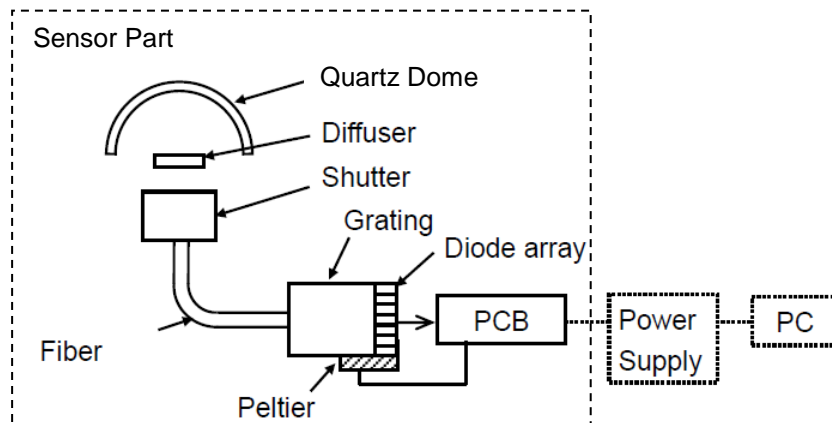 Sensor Part
Quartz Dome
Diffuser
Shutter
Grating
Diode array
PCB
Power
Supply
PC
Fiber
Peltier